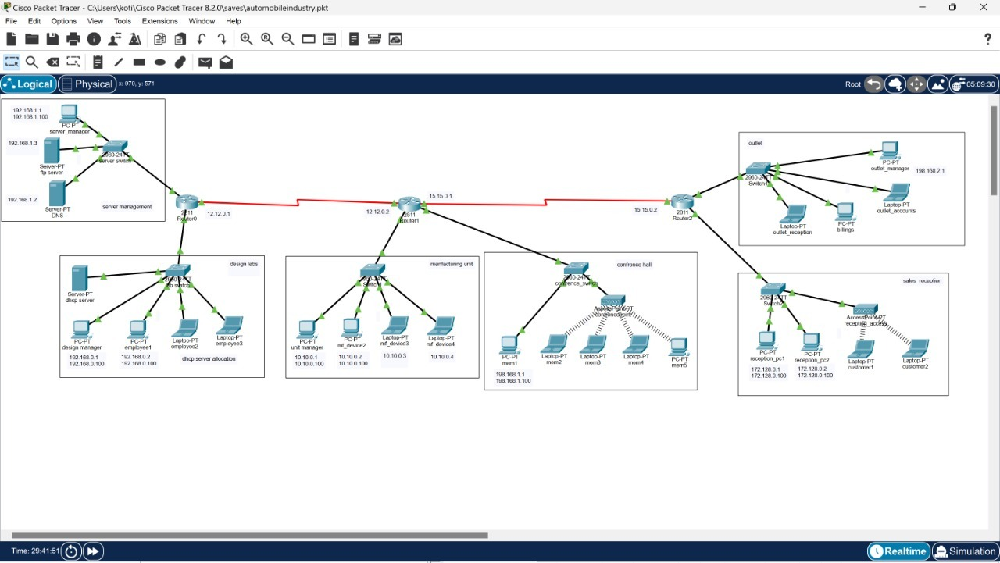 Cisco Packet Tracer - C:\Users\koti\Cisco Packet Tracer 8.2.0\saves\automobileindustry.pkt
File Edit Options View Tools Extensions Window Help
?
Logical Physical x: 979, y: 571
Root 05:09:30
192.168.1.1
192.168.1.100
PC-PT
server_manager
192.168.1.3
Server-PT
ftp server
2960-24TT
server switch
192.168.1.2
Server-PT
DNS
server management
2811
Router0
12.12.0.1
12.12.0.2
2811
Router1
15.15.0.1
15.15.0.2
2811
Router2
outlet
2960-24TT
Switch4
PC-PT
outlet_manager
198.168.2.1
Laptop-PT
outlet_accounts
PC-PT
billings
Laptop-PT
outlet_reception
design labs
Server-PT
dhcp server
2960-24TT
PC-PT
design manager
192.168.0.1
192.168.0.100
PC-PT
employee1
192.168.0.2
192.168.0.100
Laptop-PT
employee2
Laptop-PT
employee3
dhcp server allocation
manfacturing unit
2960-24TT
Switch1
PC-PT
unit manager
10.10.0.1
10.10.0.100
PC-PT
mf_device2
10.10.0.2
10.10.0.100
Laptop-PT
mf_device3
10.10.0.3
Laptop-PT
mf_device4
10.10.0.4
confrence hall
2960-24TT
confrence_switch
AccessPoint-PT
PC-PT
mem1
198.168.1.1
198.168.1.100
Laptop-PT
mem2
Laptop-PT
mem3
Laptop-PT
mem4
PC-PT
mem5
sales_reception
2960-24TT
Switch2
AccessPoint-PT
reception_access
PC-PT
reception_pc1
172.128.0.1
172.128.0.100
PC-PT
reception_pc2
172.128.0.2
172.128.0.100
Laptop-PT
customer1
Laptop-PT
customer2
Time: 29:41:51
Realtime Simulation